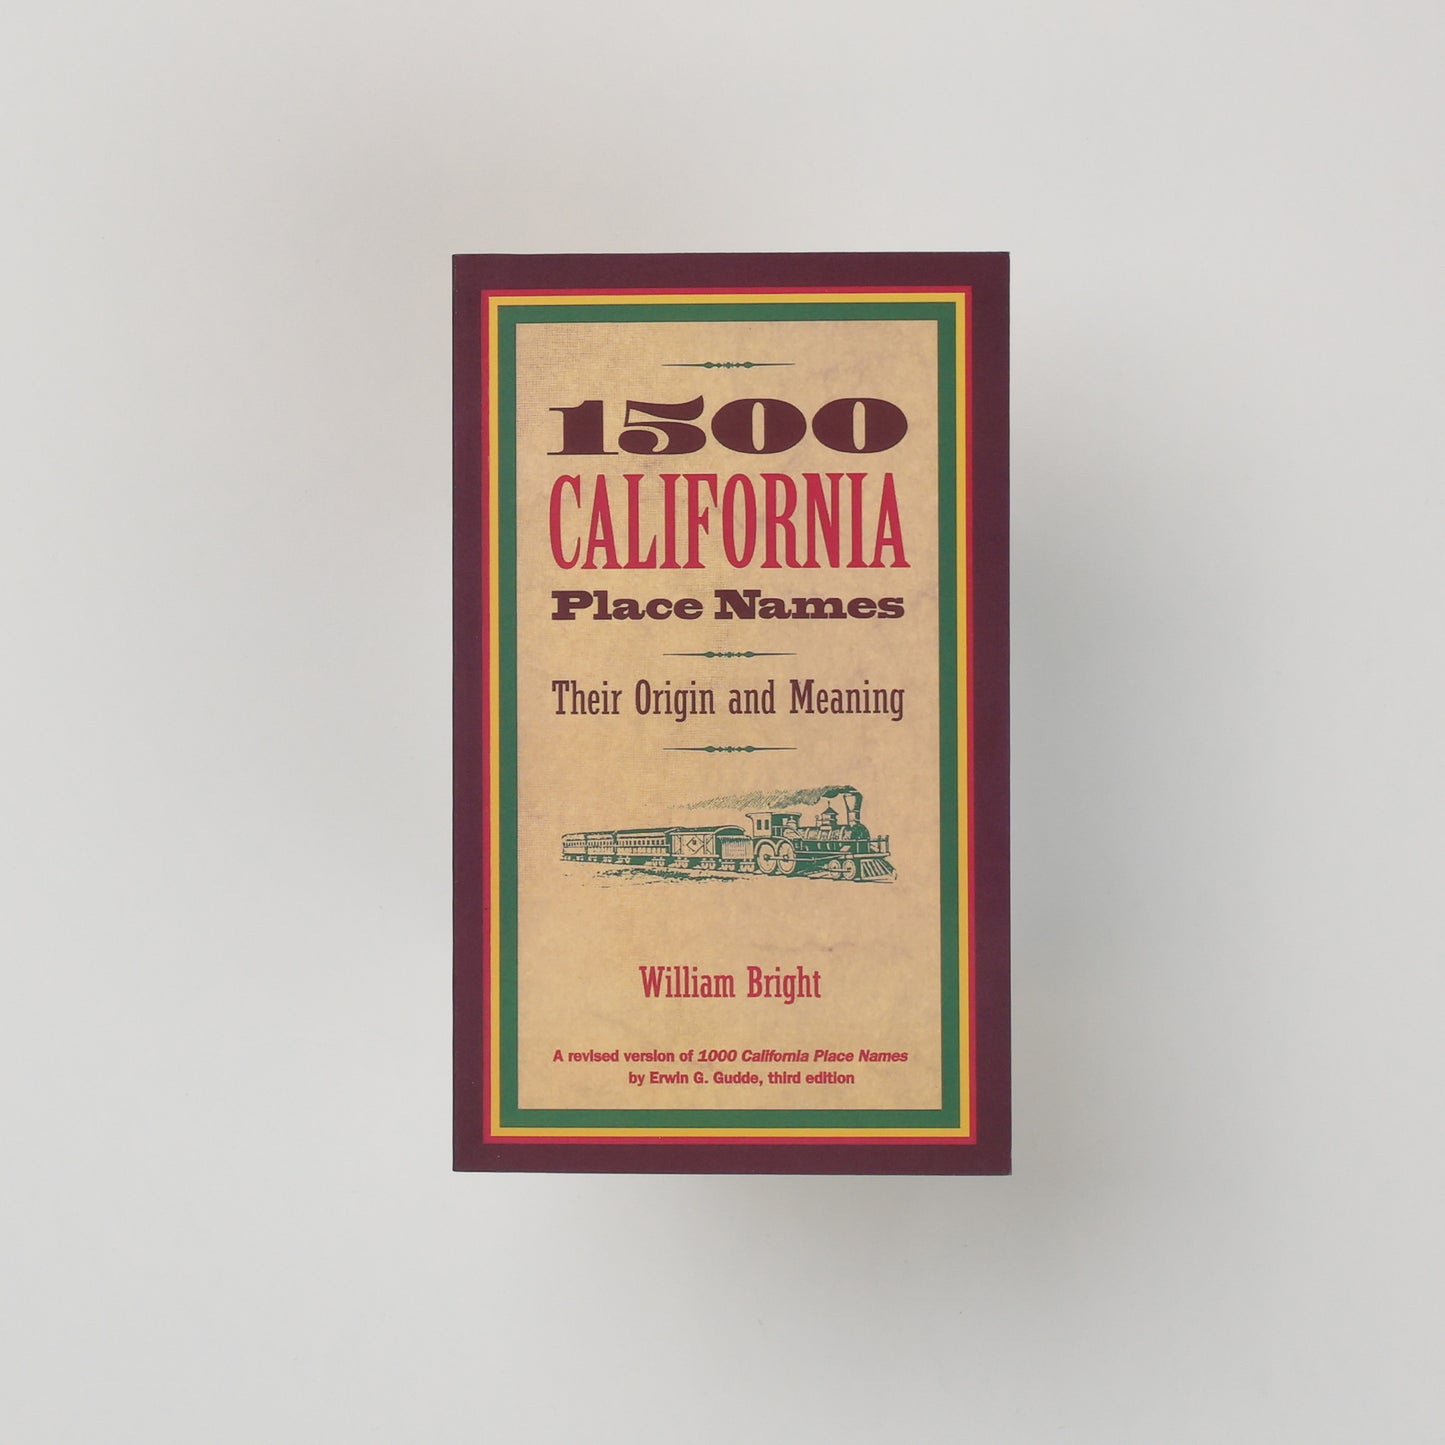 1500
CALIFORNIA
Place Names
Their Origin and Meaning
William Bright
A revised version of 1000 California Place Names
by Erwin G. Gudde, third edition